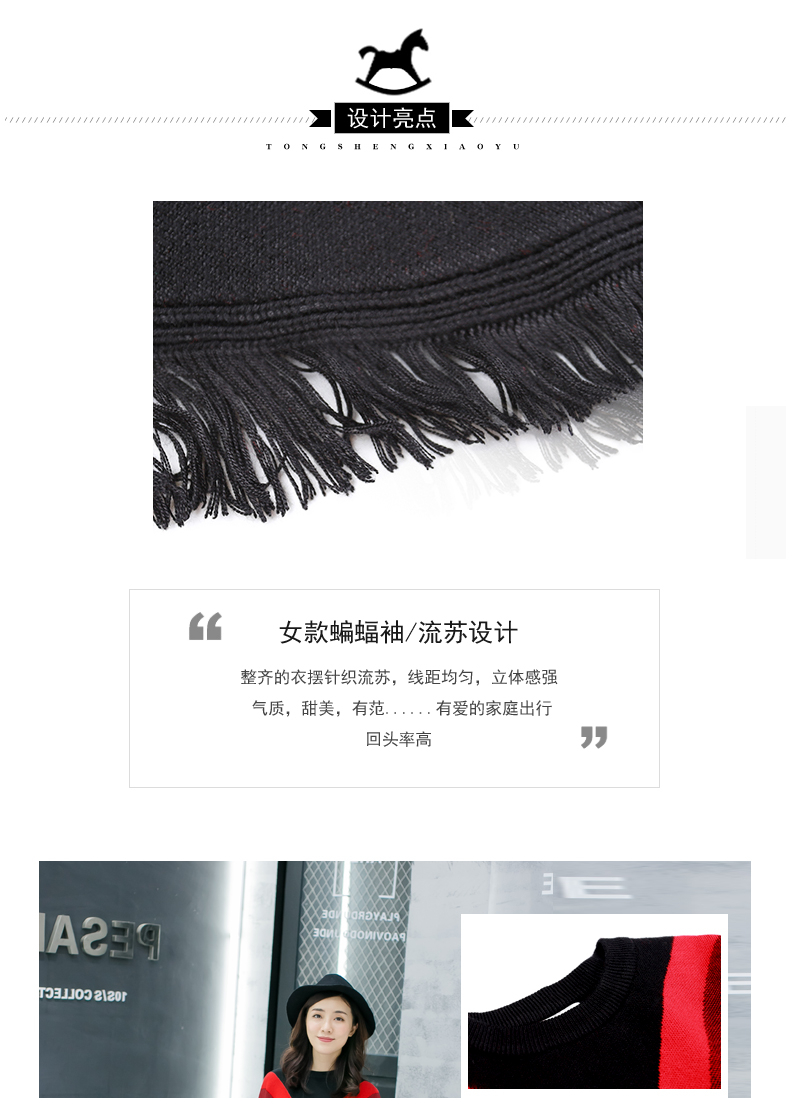 设计亮点
TONGSHENGXIAOYU
女款蝙蝠袖/流苏设计
整齐的衣摆针织流苏，线距均匀，立体感强
气质，甜美，有范......有爱的家庭出行
回头率高
PLAYGROUNDE
PAOVINODUNDE
PESA
10S/S COLLECT